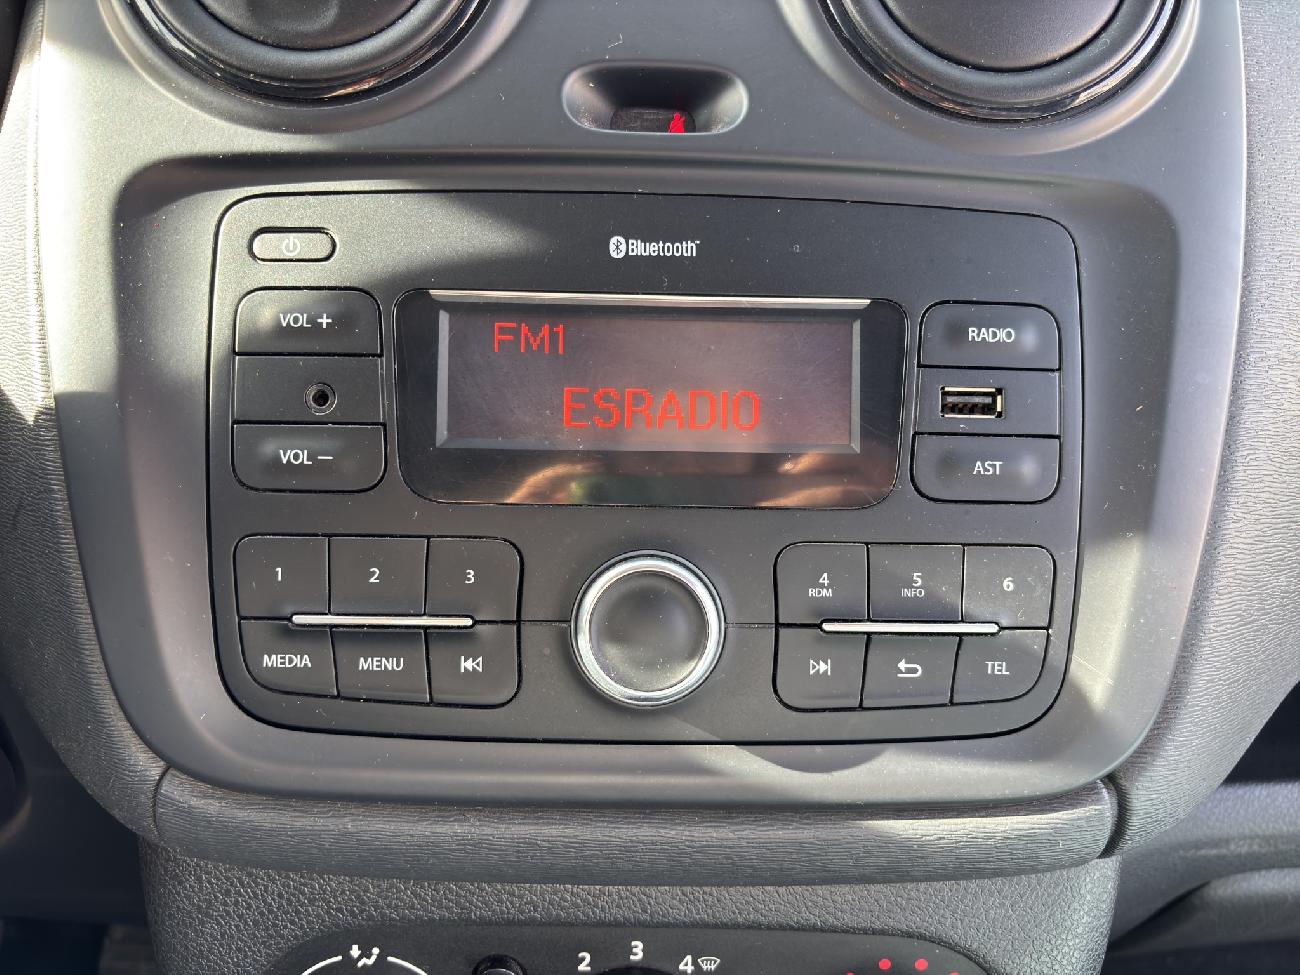 Bluetooth™
VOL +
FM1
RADIO
ESRADIO
VOL −
AST
1
2
3
4
RDM
5
INFO
6
MEDIA
MENU
TEL
2
3
4